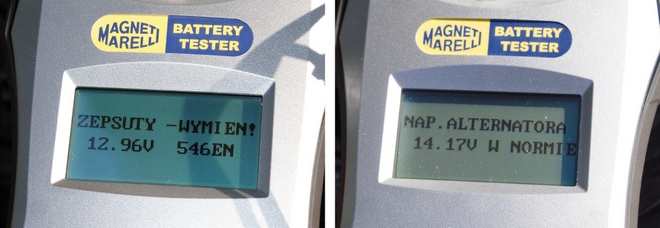 MAGNETI
MARELLI
BATTERY
TESTER
ZEPSUTY -WYMIEN!
12.96V 546EN
MAGNETI
MARELLI
BATTERY
TESTER
NAP.ALTERNATORA
14.17V W NORMIE